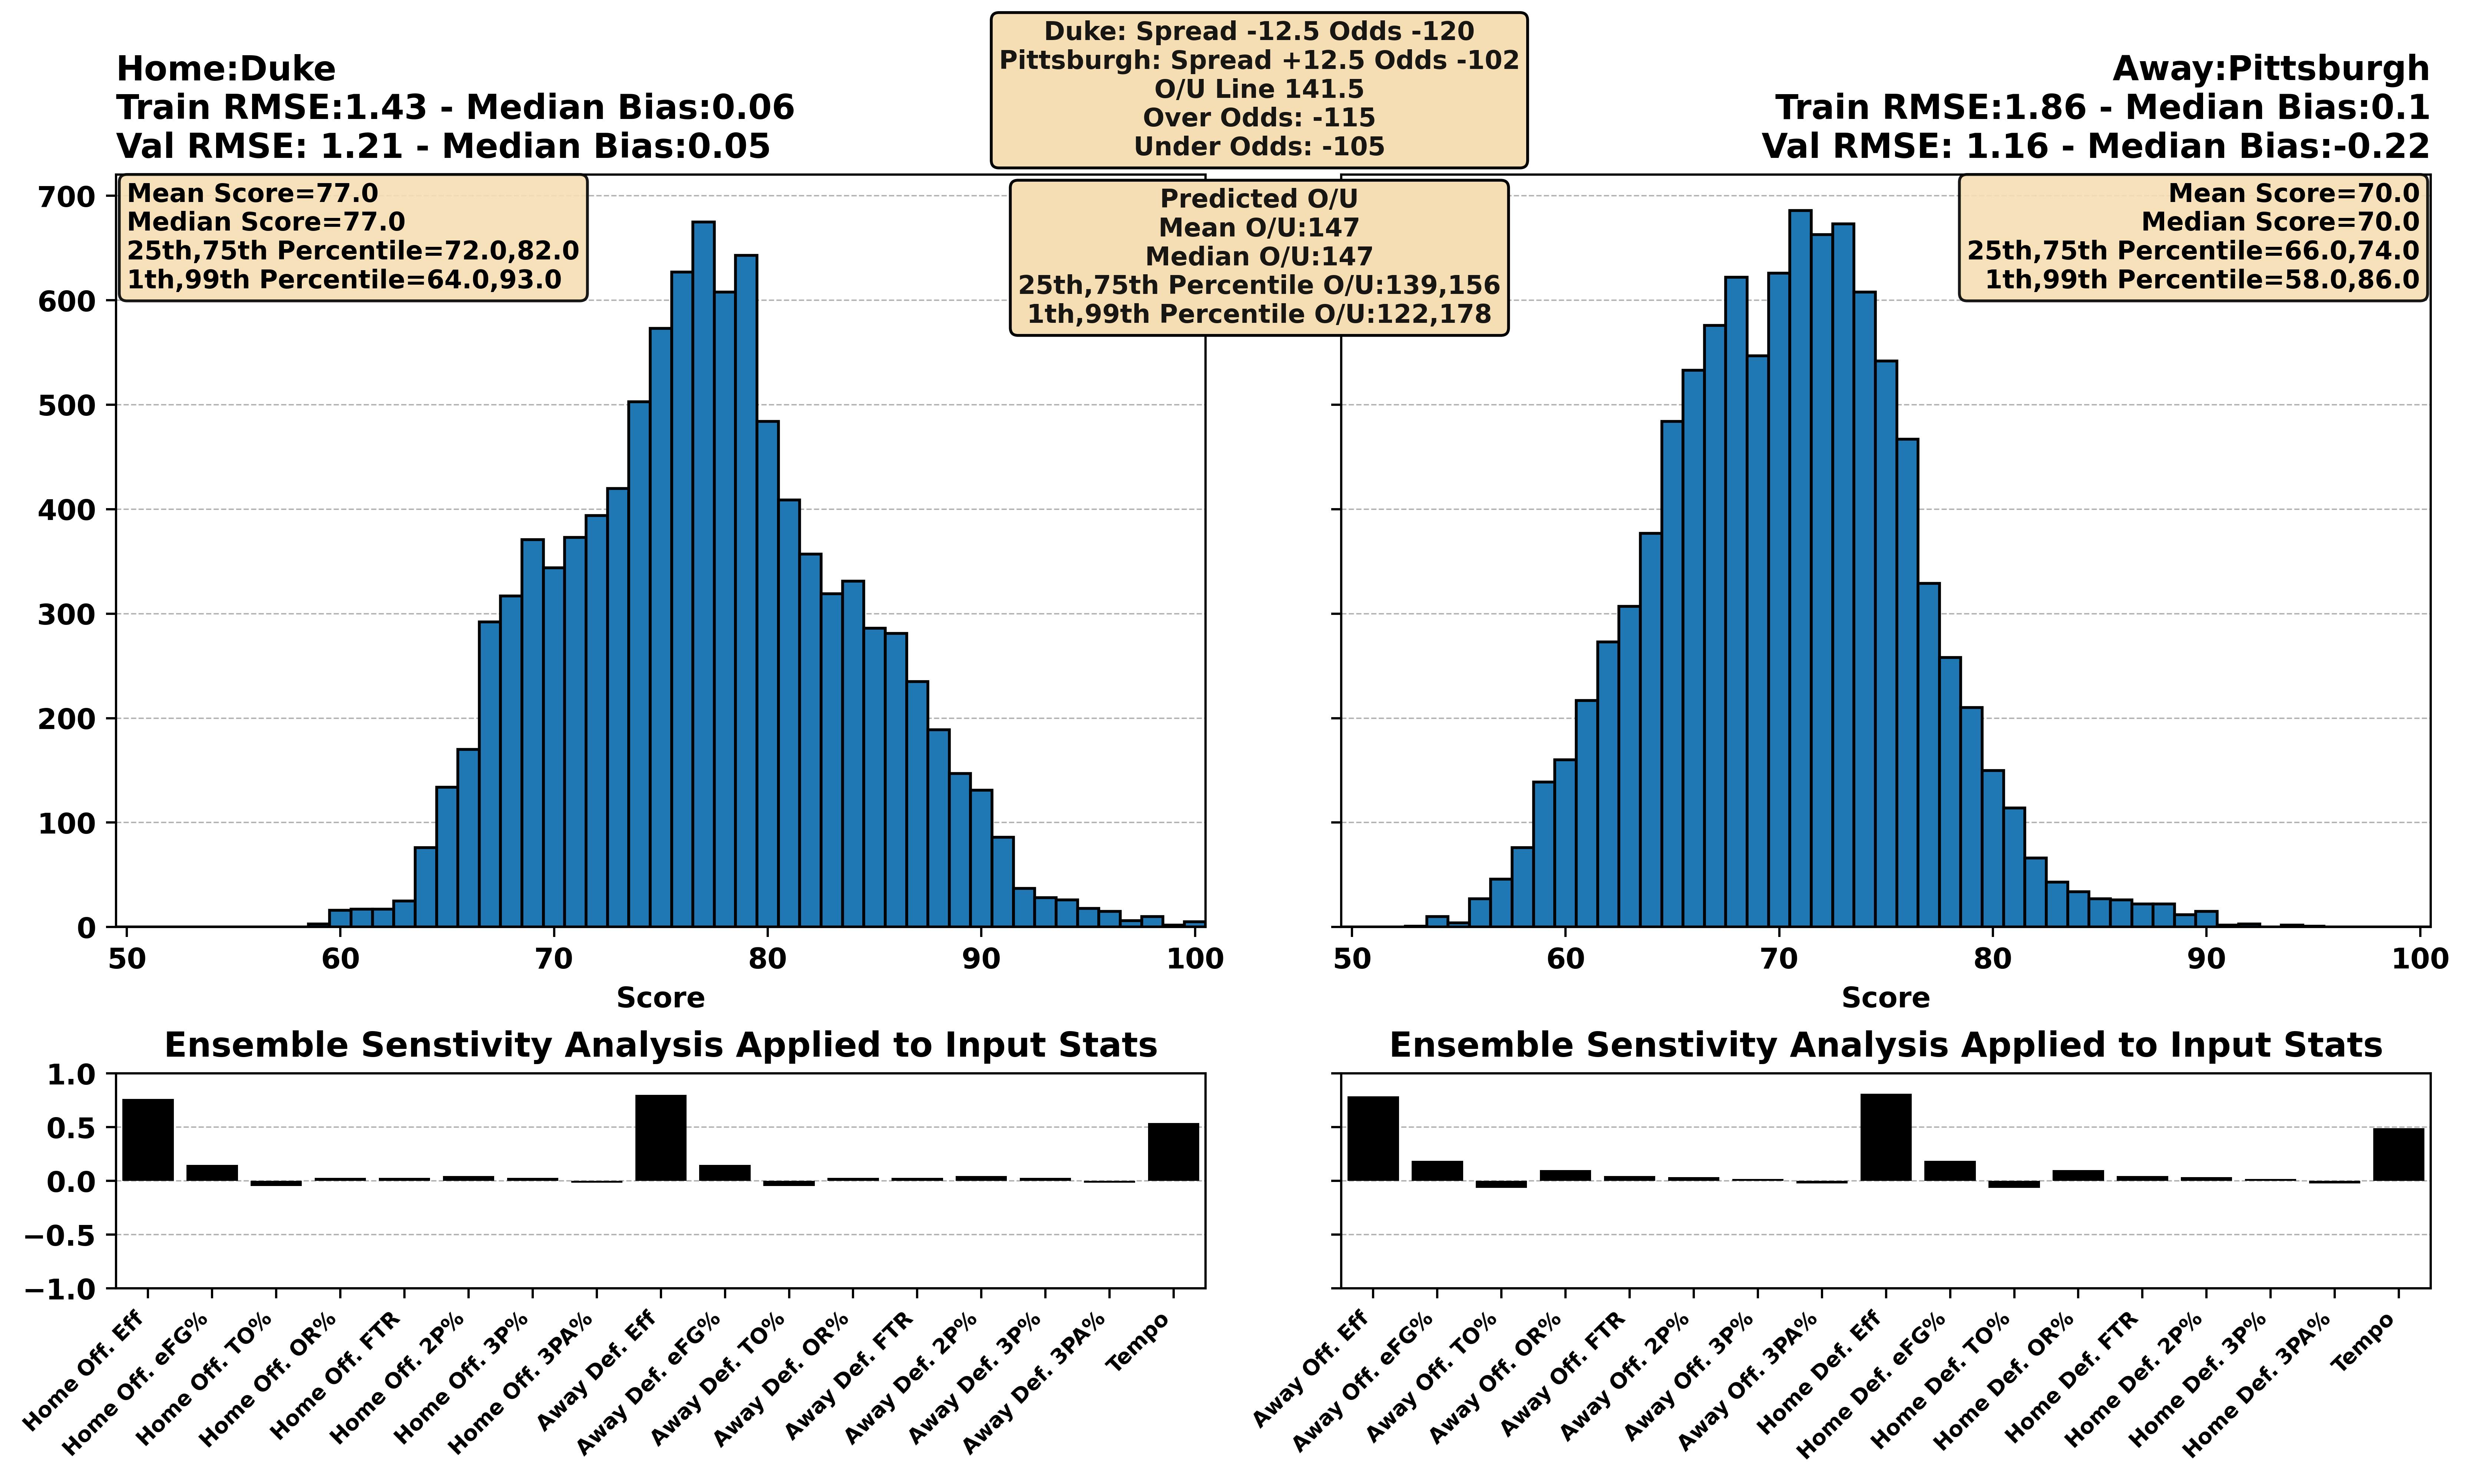 Duke: Spread -12.5 Odds -120
Pittsburgh: Spread +12.5 Odds -102
O/U Line 141.5
Over Odds: -115
Under Odds: -105
Home:Duke
Train RMSE:1.43 - Median Bias:0.06
Val RMSE: 1.21 - Median Bias:0.05
Away:Pittsburgh
Train RMSE:1.86 - Median Bias:0.1
Val RMSE: 1.16 - Median Bias:-0.22
Mean Score=77.0
Median Score=77.0
25th,75th Percentile=72.0,82.0
1th,99th Percentile=64.0,93.0
Predicted O/U
Mean O/U:147
Median O/U:147
25th,75th Percentile O/U:139,156
1th,99th Percentile O/U:122,178
Mean Score=70.0
Median Score=70.0
25th,75th Percentile=66.0,74.0
1th,99th Percentile=58.0,86.0
700
600
500
400
300
200
100
0
50 60 70 80 90 100
Score
50 60 70 80 90 100
Score
Ensemble Senstivity Analysis Applied to Input Stats
1.0
0.5
0.0
−0.5
−1.0
Home Off. Eff
Home Off. eFG%
Home Off. TO%
Home Off. OR%
Home Off. FTR
Home Off. 2P%
Home Off. 3P%
Home Off. 3PA%
Away Def. Eff
Away Def. eFG%
Away Def. TO%
Away Def. OR%
Away Def. FTR
Away Def. 2P%
Away Def. 3P%
Away Def. 3PA%
Tempo
Ensemble Senstivity Analysis Applied to Input Stats
Away Off. Eff
Away Off. eFG%
Away Off. TO%
Away Off. OR%
Away Off. FTR
Away Off. 2P%
Away Off. 3P%
Away Off. 3PA%
Home Def. Eff
Home Def. eFG%
Home Def. TO%
Home Def. OR%
Home Def. FTR
Home Def. 2P%
Home Def. 3P%
Home Def. 3PA%
Tempo